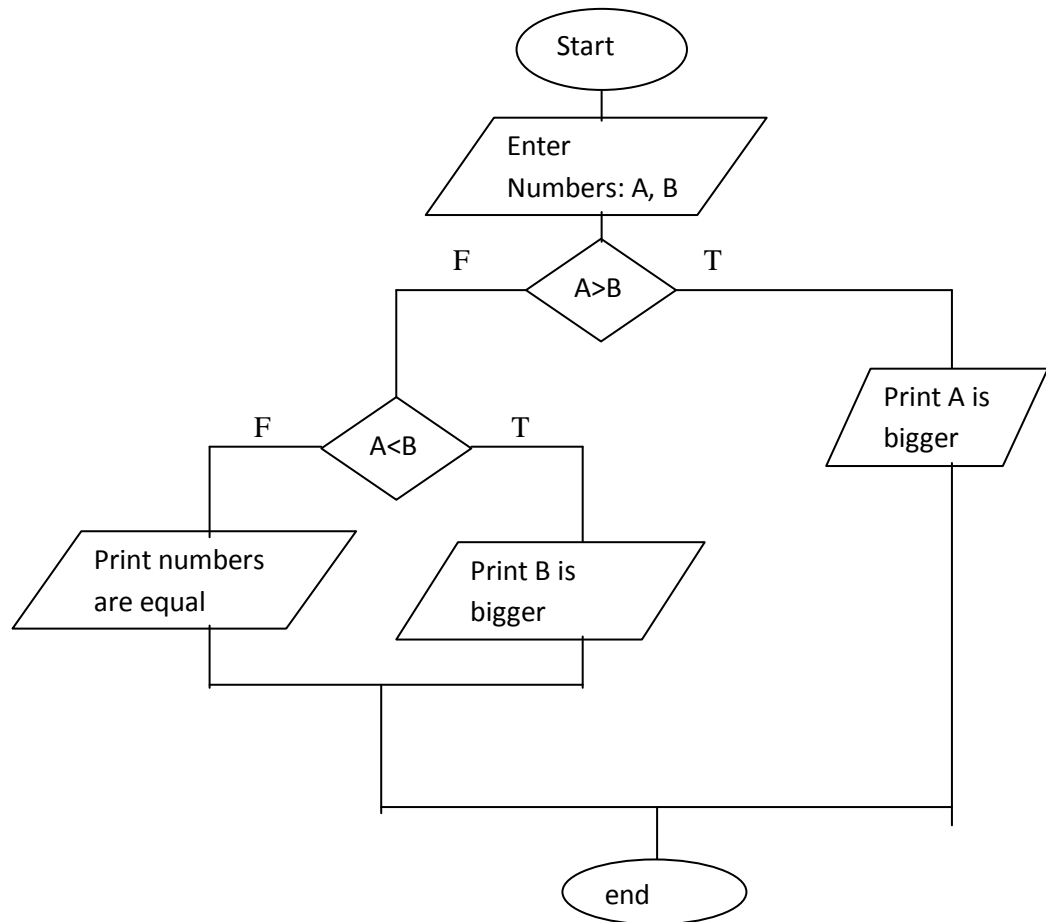 Start
Enter
Numbers: A, B
F
T
A>B
Print A is
bigger
F
T
A<B
Print numbers
are equal
Print B is
bigger
end